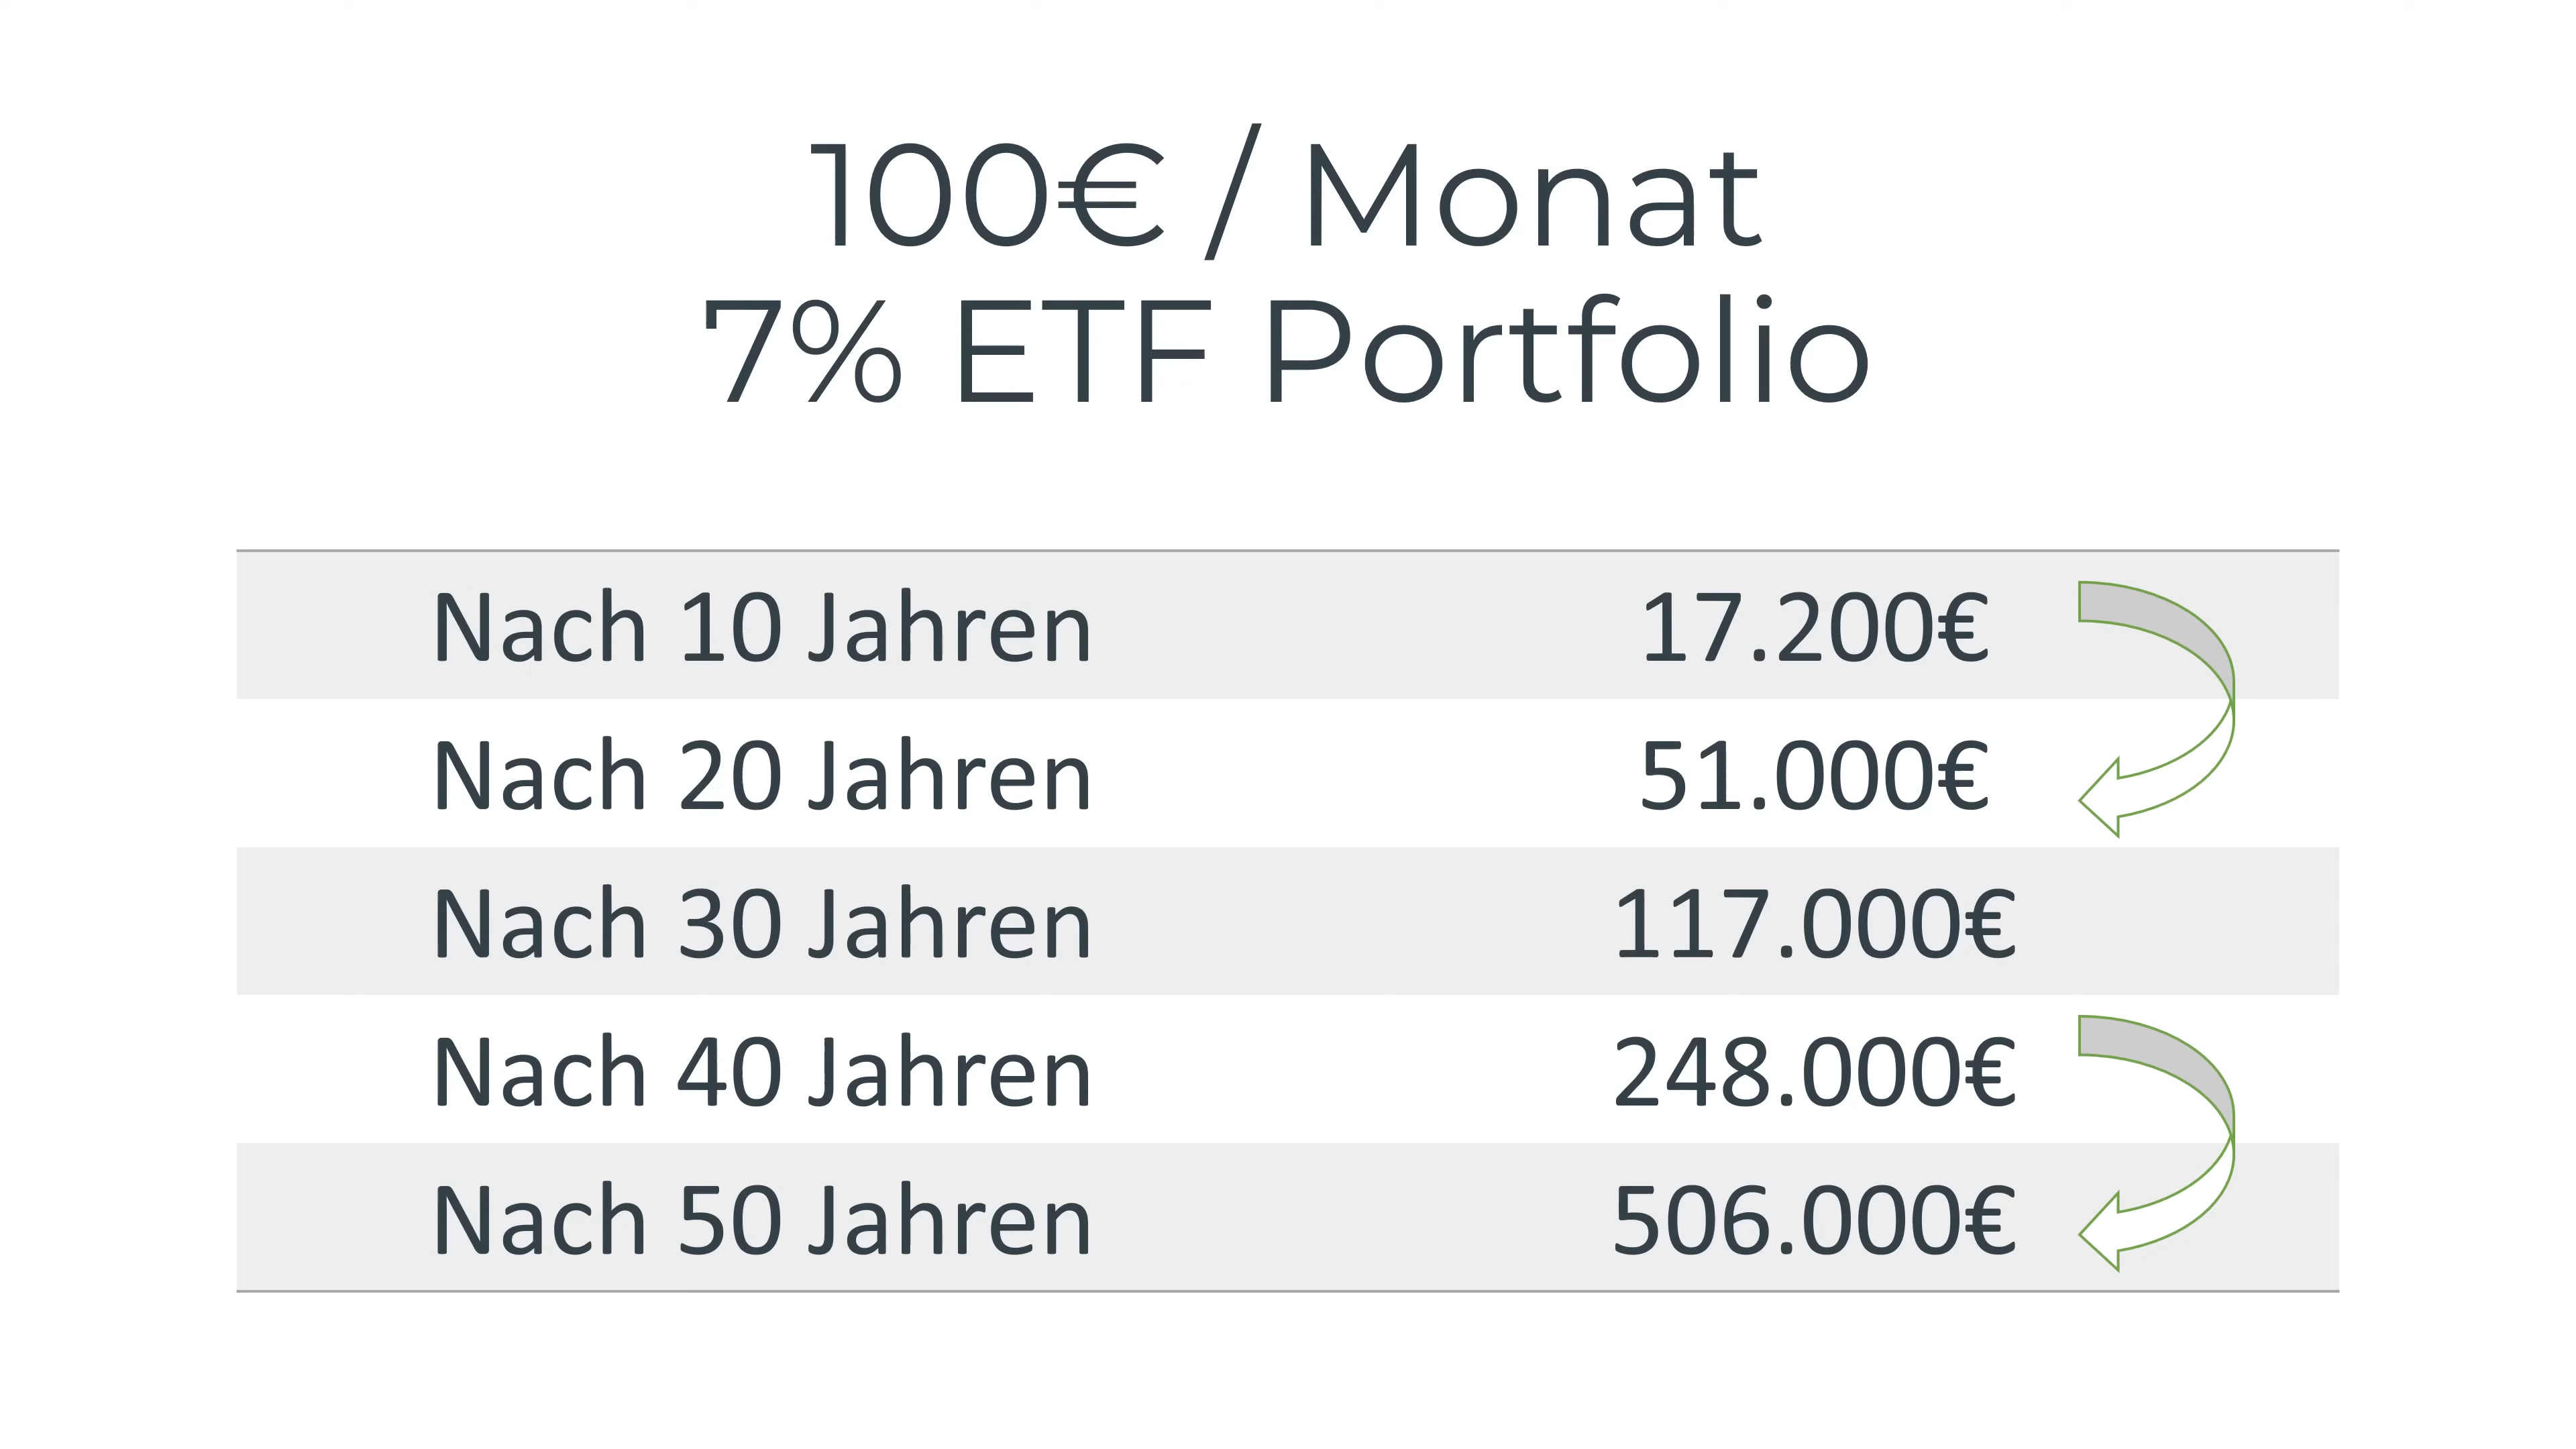 100€ / Monat
7% ETF Portfolio
Nach 10 Jahren 17.200€
Nach 20 Jahren 51.000€
Nach 30 Jahren 117.000€
Nach 40 Jahren 248.000€
Nach 50 Jahren 506.000€